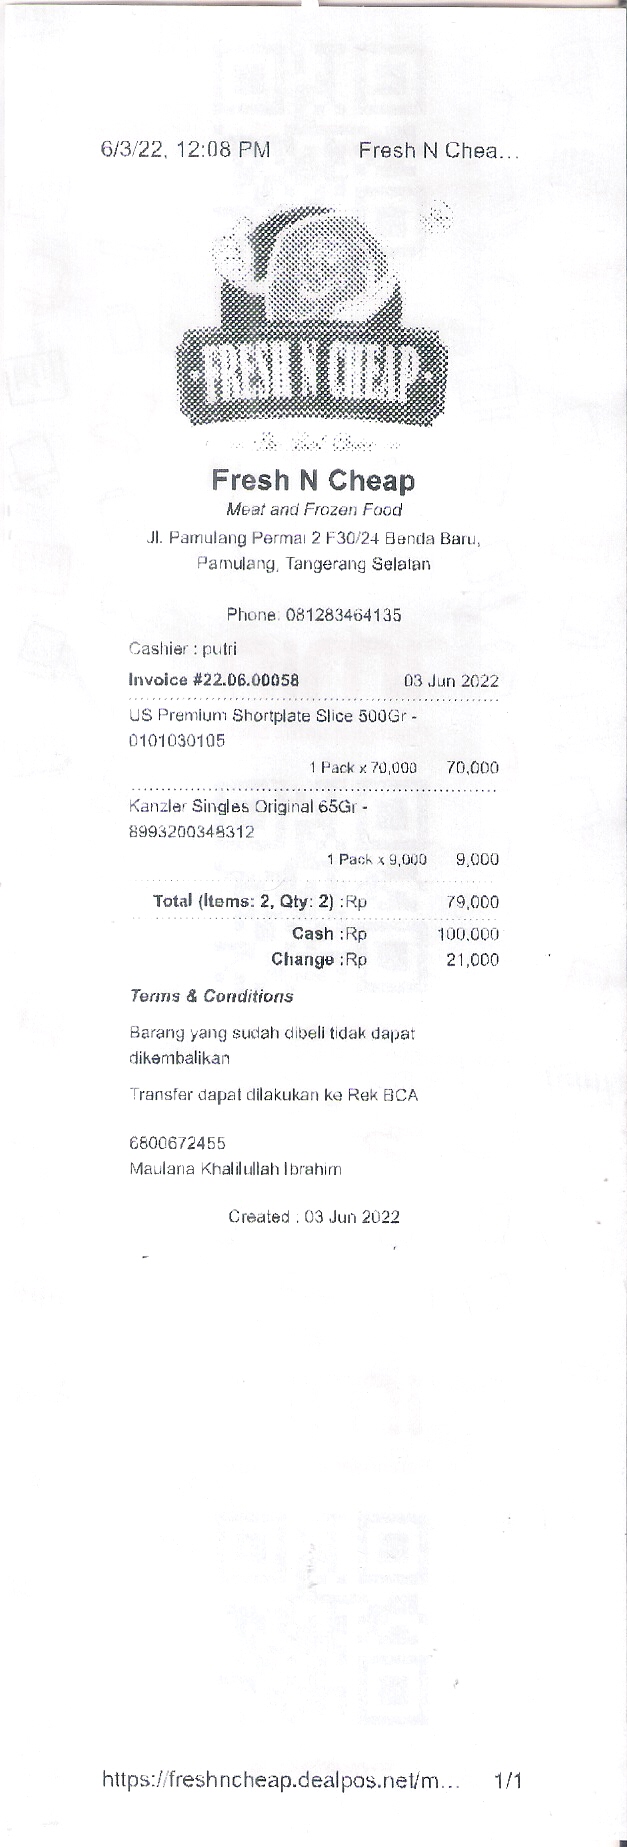 6/3/22, 12:08 PM Fresh N Chea...
FRESH N CHEAP
Fresh N Cheap
Meat and Frozen Food
Jl. Pamulang Permai 2 F30/24 Benda Baru,
Pamulang, Tangerang Selatan
Phone: 081283464135
Cashier : putri
Invoice #22.06.00058 03 Jun 2022
US Premium Shortplate Slice 500Gr -
0101030105
1 Pack x 70,000 70,000
Kanzler Singles Original 65Gr -
8993200348312
1 Pack x 9,000 9,000
Total (Items: 2, Qty: 2) :Rp 79,000
Cash :Rp 100,000
Change :Rp 21,000
Terms & Conditions
Barang yang sudah dibeli tidak dapat
dikembalikan
Transfer dapat dilakukan ke Rek BCA
6800672455
Maulana Khalilullah Ibrahim
Created : 03 Jun 2022
https://freshncheap.dealpos.net/m... 1/1